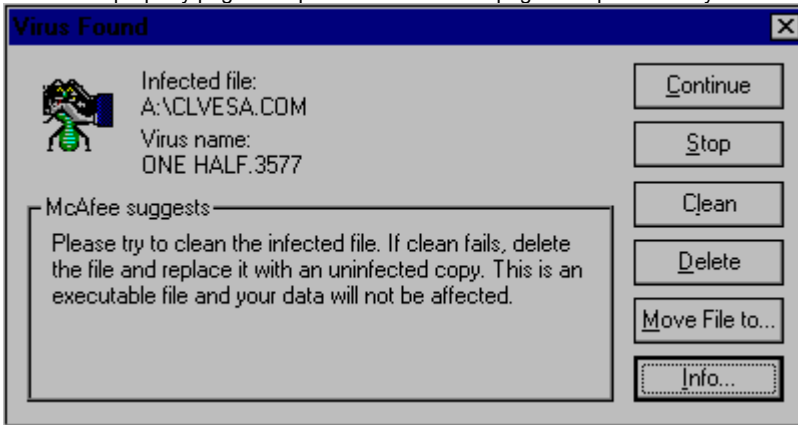 Virus Found
Infected file:
A:\CLVESA.COM
Virus name:
ONE HALF.3577
McAfee suggests
Please try to clean the infected file. If clean fails, delete
the file and replace it with an uninfected copy. This is an
executable file and your data will not be affected.
Continue
Stop
Clean
Delete
Move File to...
Info...